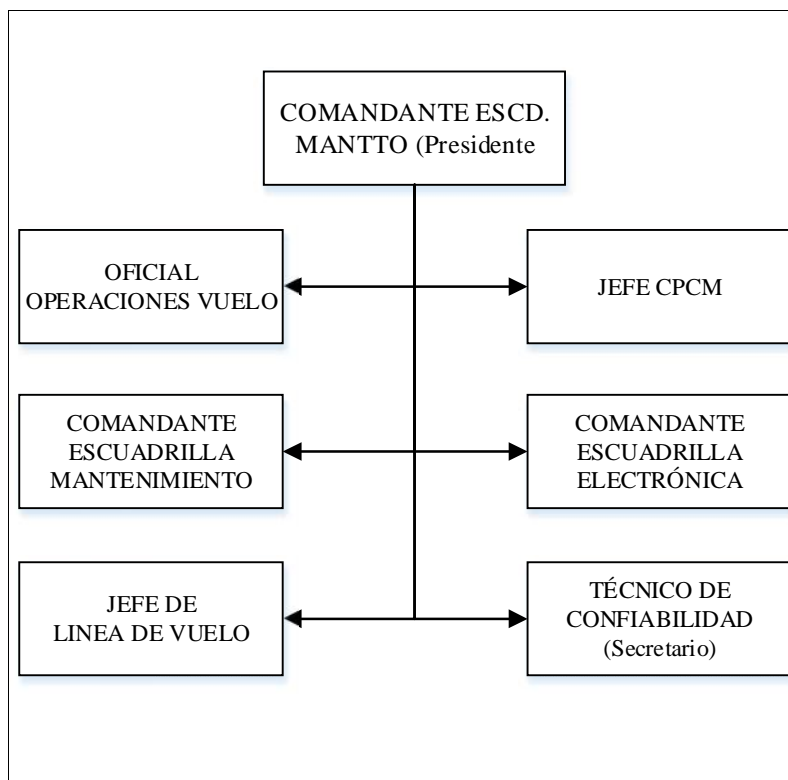 COMANDANTE ESCD.
MANTTO (Presidente
OFICIAL
OPERACIONES VUELO
JEFE CPCM
COMANDANTE
ESCUADRILLA
MANTENIMIENTO
COMANDANTE
ESCUADRILLA
ELECTRÓNICA
JEFE DE
LINEA DE VUELO
TÉCNICO DE
CONFIABILIDAD
(Secretario)